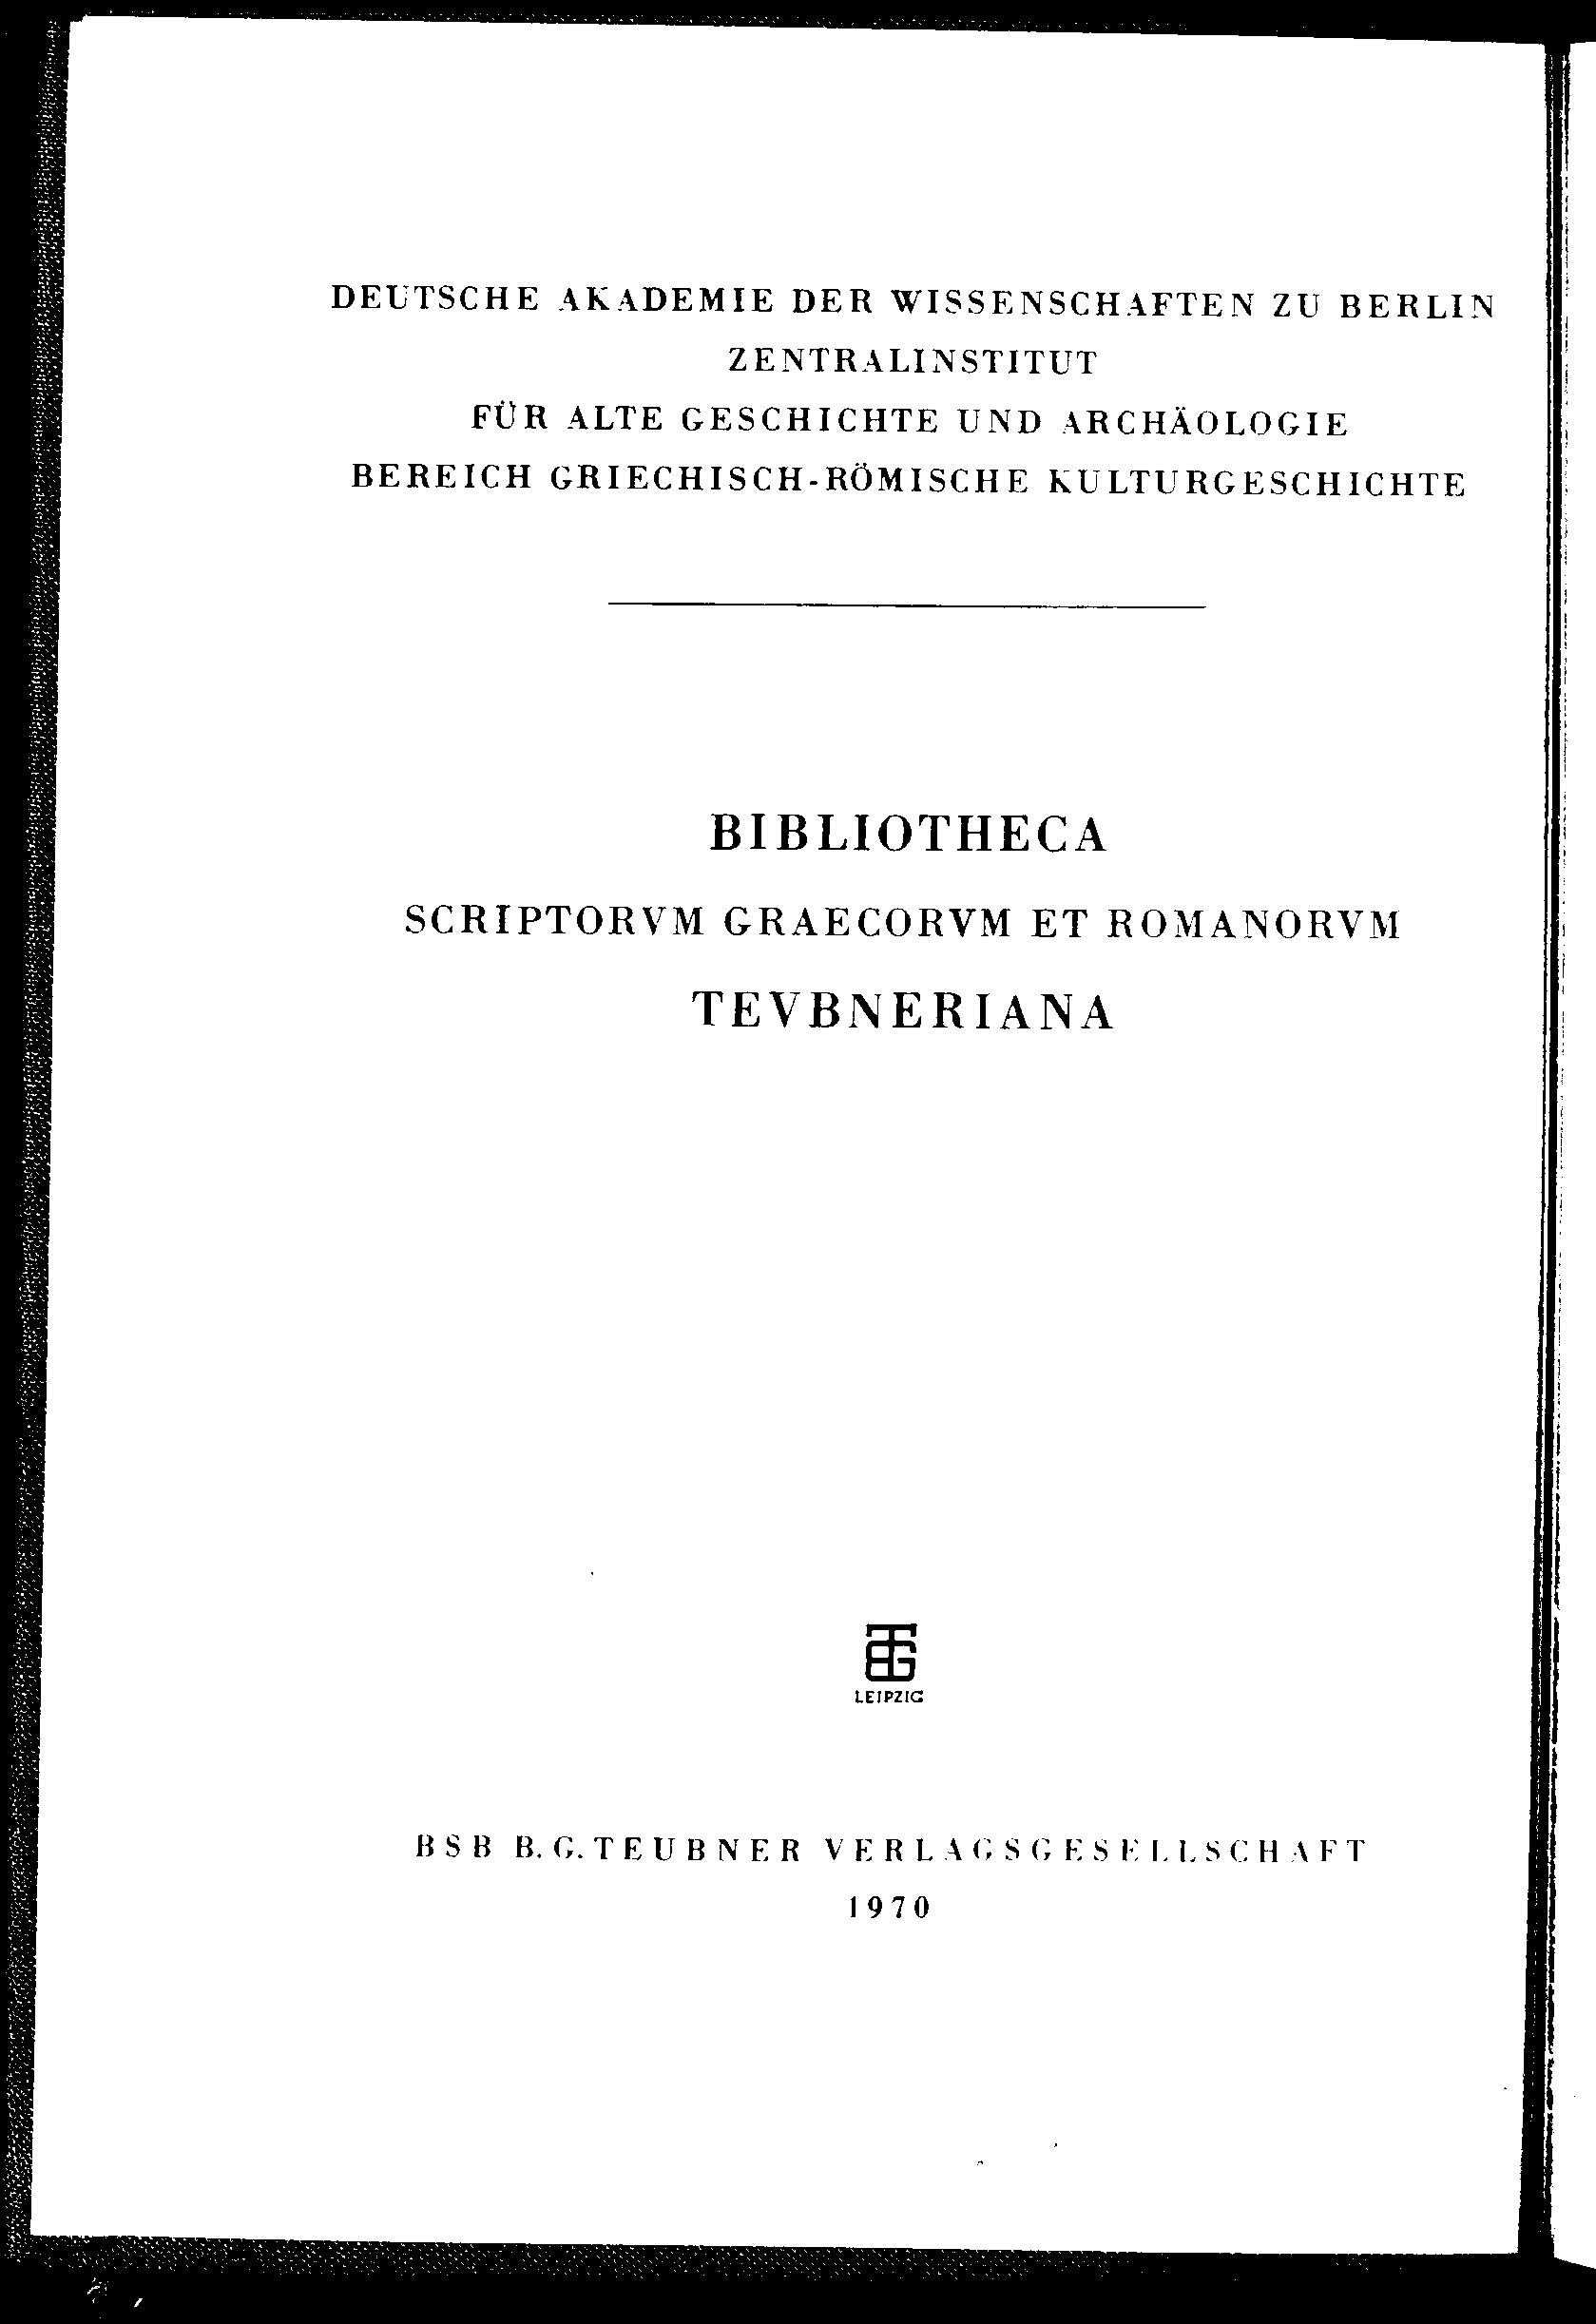 DEUTSCHE AKADEMIE DER WISSENSCHAFTEN ZU BERLIN
ZENTRALINSTITUT
FÜR ALTE GESCHICHTE UND ARCHÄOLOGIE
BEREICH GRIECHISCH-RÖMISCHE KULTURGESCHICHTE
BIBLIOTHECA
SCRIPTORVM GRAECORVM ET ROMANORVM
TEVBNERIANA
BTG
LEIPZIG
BSB B. G. TEUBNER VERLAGSGESELLSCHAFT
1970